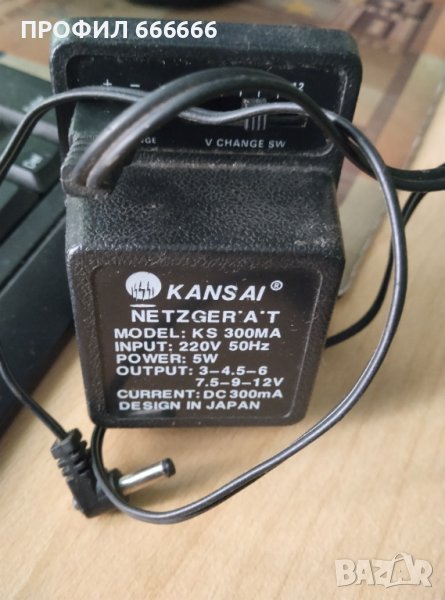 ПРОФИЛ 666666
+ -
12
V CHANGE SW
KANSAI®
NETZGER·A·T
MODEL: KS 300MA
INPUT: 220V 50Hz
POWER: 5W
OUTPUT: 3-4.5-6
7.5-9-12V
CURRENT: DC 300mA
DESIGN IN JAPAN
BAZAR